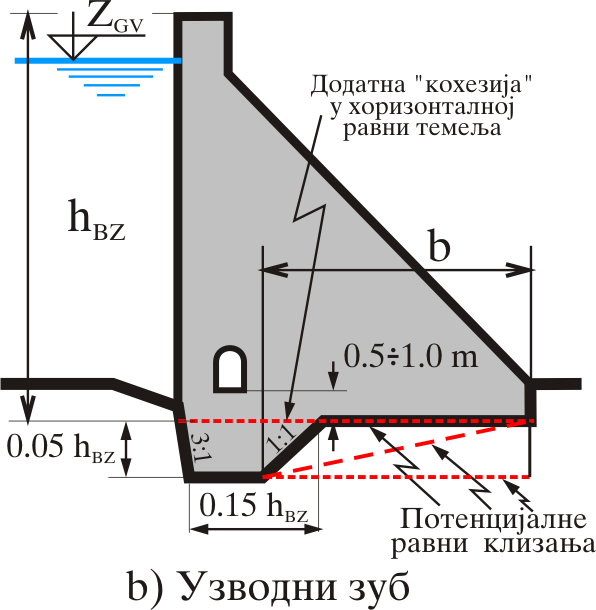 Z_GV
Додатна "кохезија"
у хоризонталној
равни темеља
h_BZ
b
0.5÷1.0 m
3:1
1:1
0.05 h_BZ
0.15 h_BZ
Потенцијалне
равни клизања
b) Узводни зуб